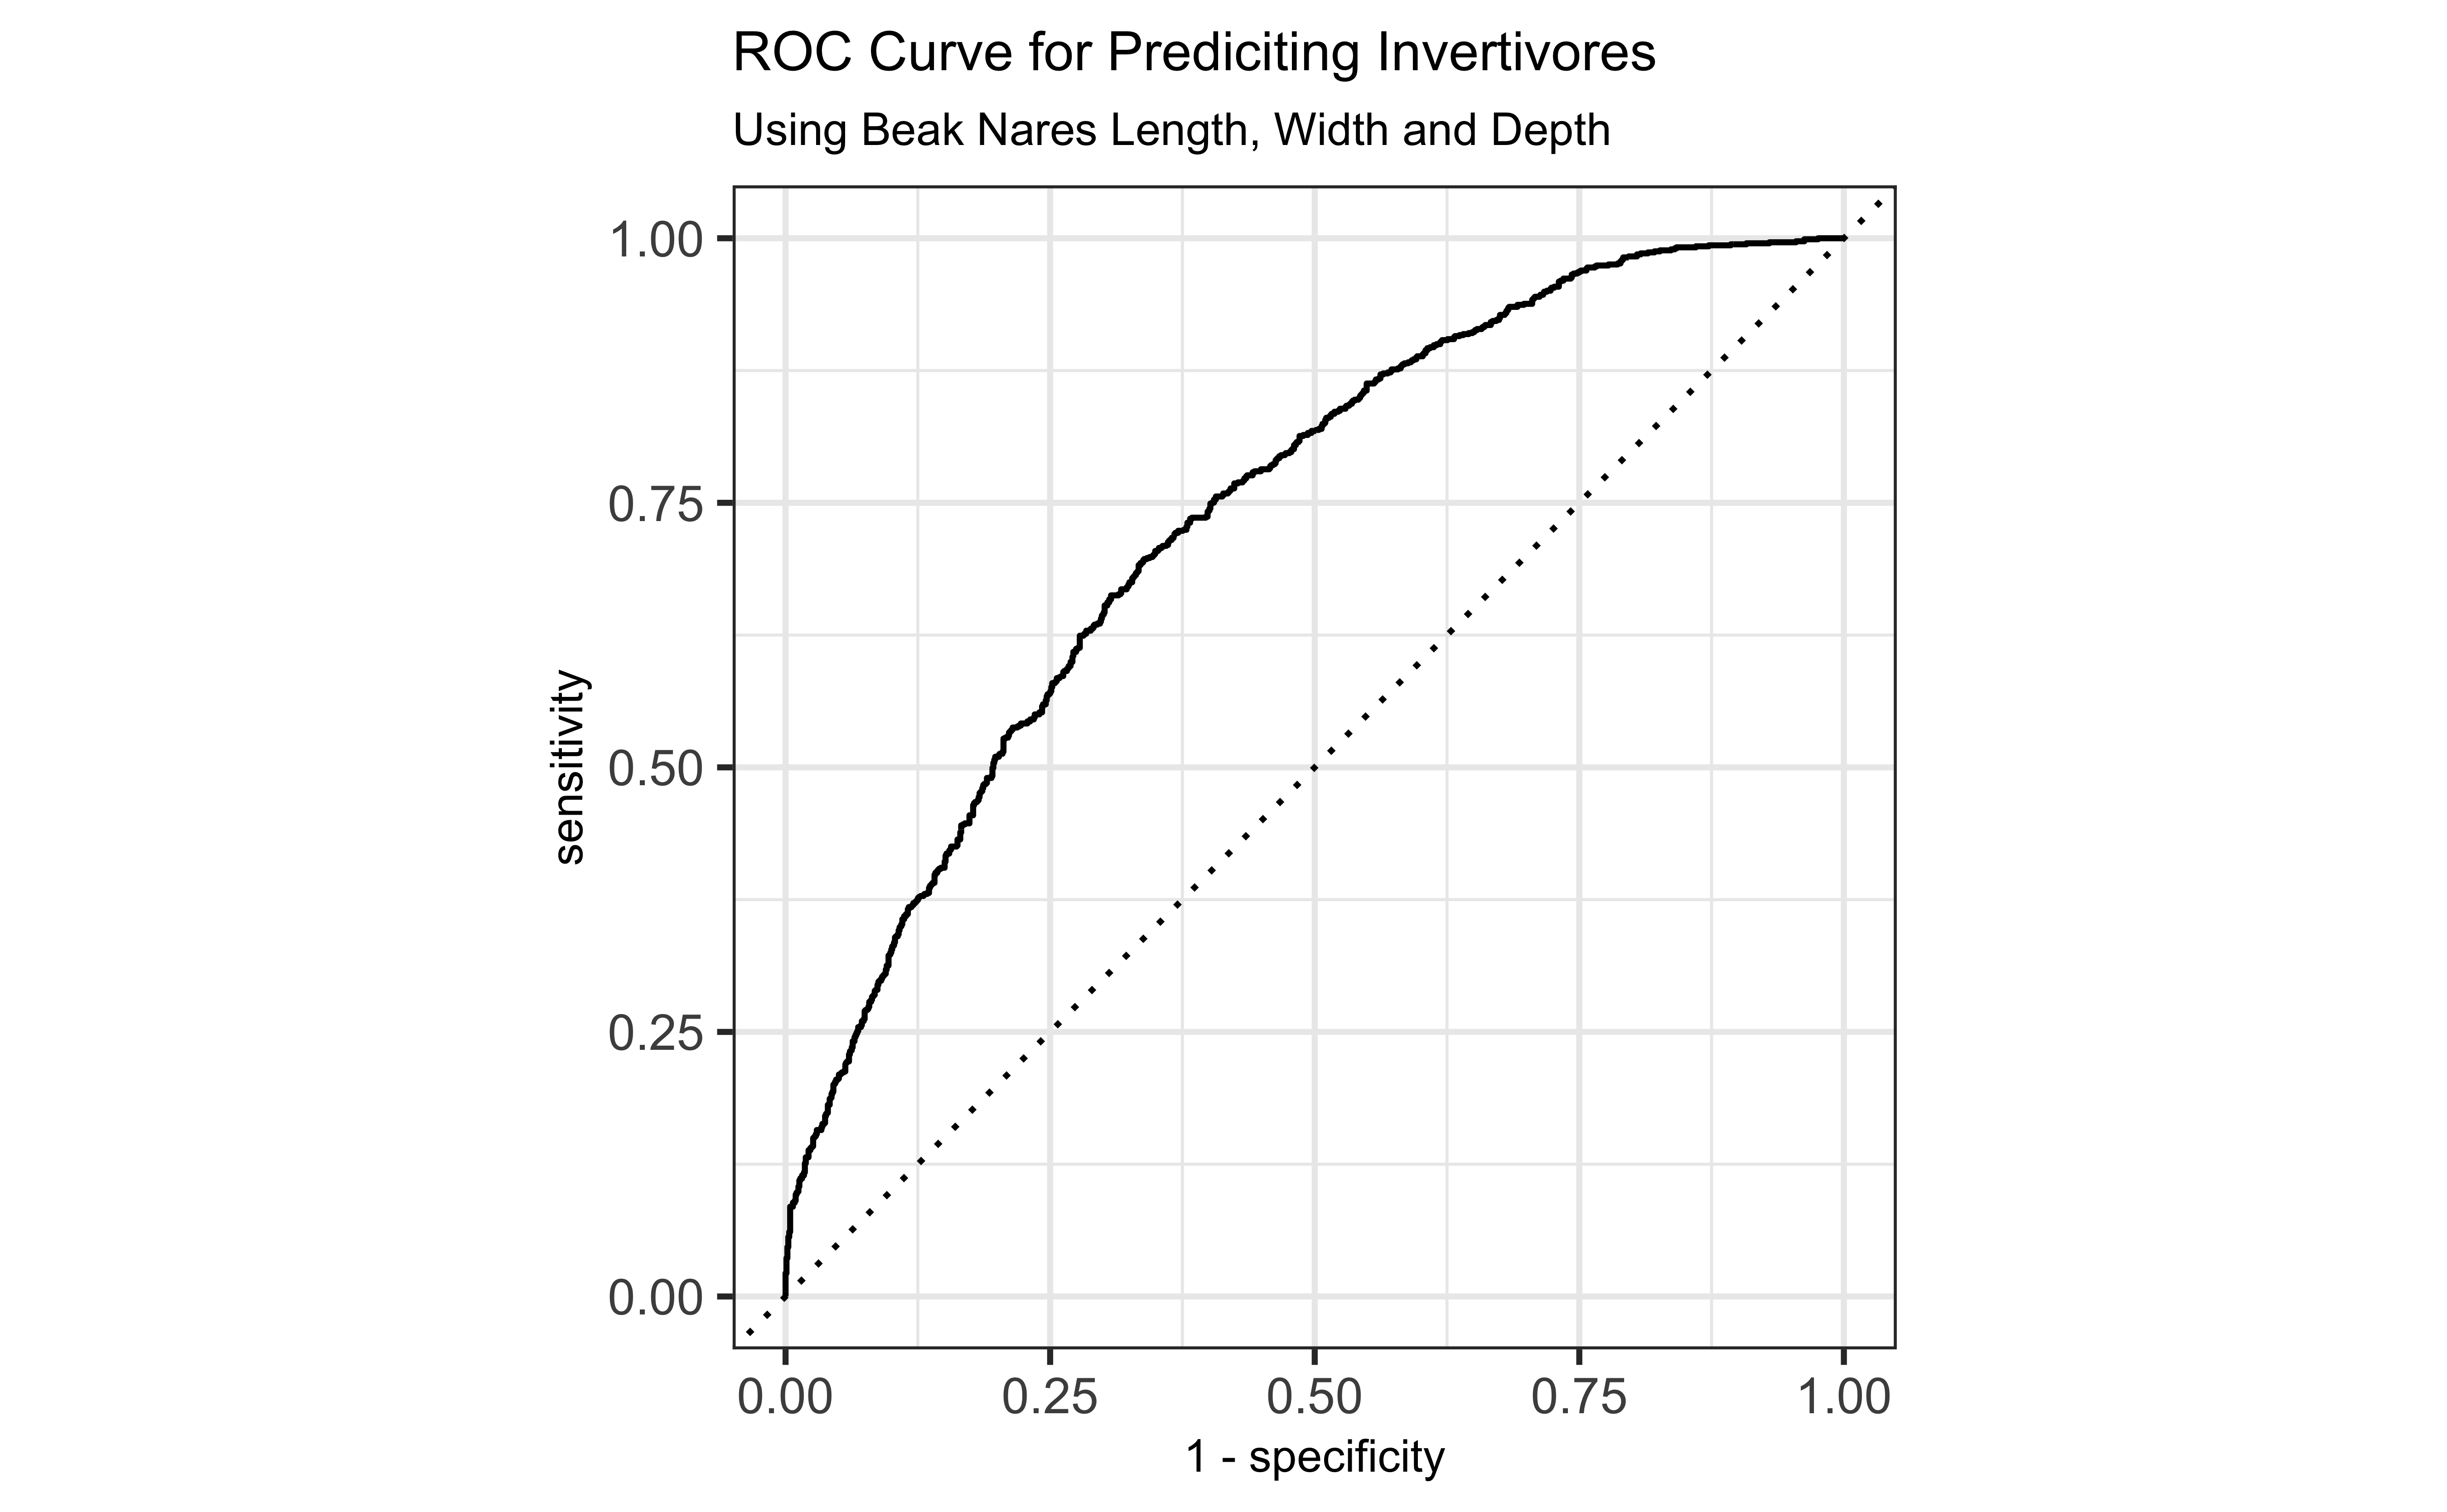 ROC Curve for Prediciting Invertivores
Using Beak Nares Length, Width and Depth
1.00
0.75
0.50
0.25
0.00
sensitivity
0.00 0.25 0.50 0.75 1.00
1 - specificity